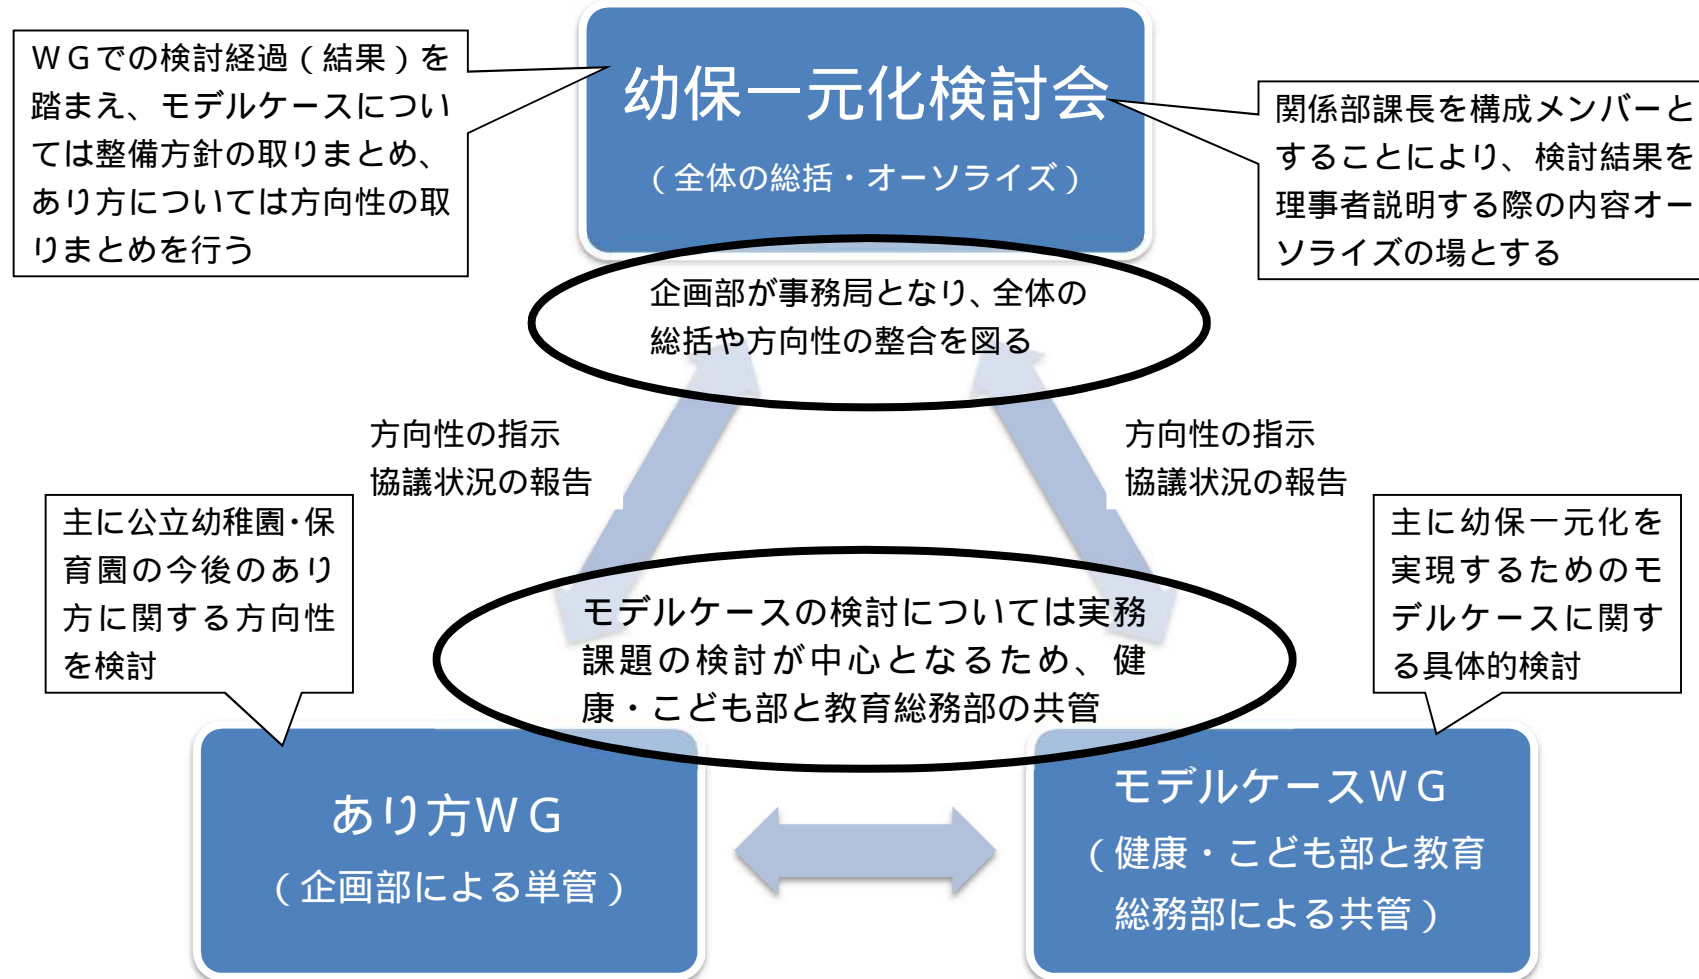 幼保一元化検討会
（全体の総括・オーソライズ）
ＷＧでの検討経過（結果）を
踏まえ、モデルケースについ
ては整備方針の取りまとめ、
あり方については方向性の取
りまとめを行う
関係部課長を構成メンバーと
することにより、検討結果を
理事者説明する際の内容オー
ソライズの場とする
企画部が事務局となり、全体の
総括や方向性の整合を図る
方向性の指示
協議状況の報告
方向性の指示
協議状況の報告
主に公立幼稚園・保
育園の今後のあり
方に関する方向性
を検討
モデルケースの検討については実務
課題の検討が中心となるため、健
康・こども部と教育総務部の共管
主に幼保一元化を
実現するためのモ
デルケースに関す
る具体的検討
あり方ＷＧ
（企画部による単管）
モデルケースＷＧ
（健康・こども部と教育
総務部による共管）